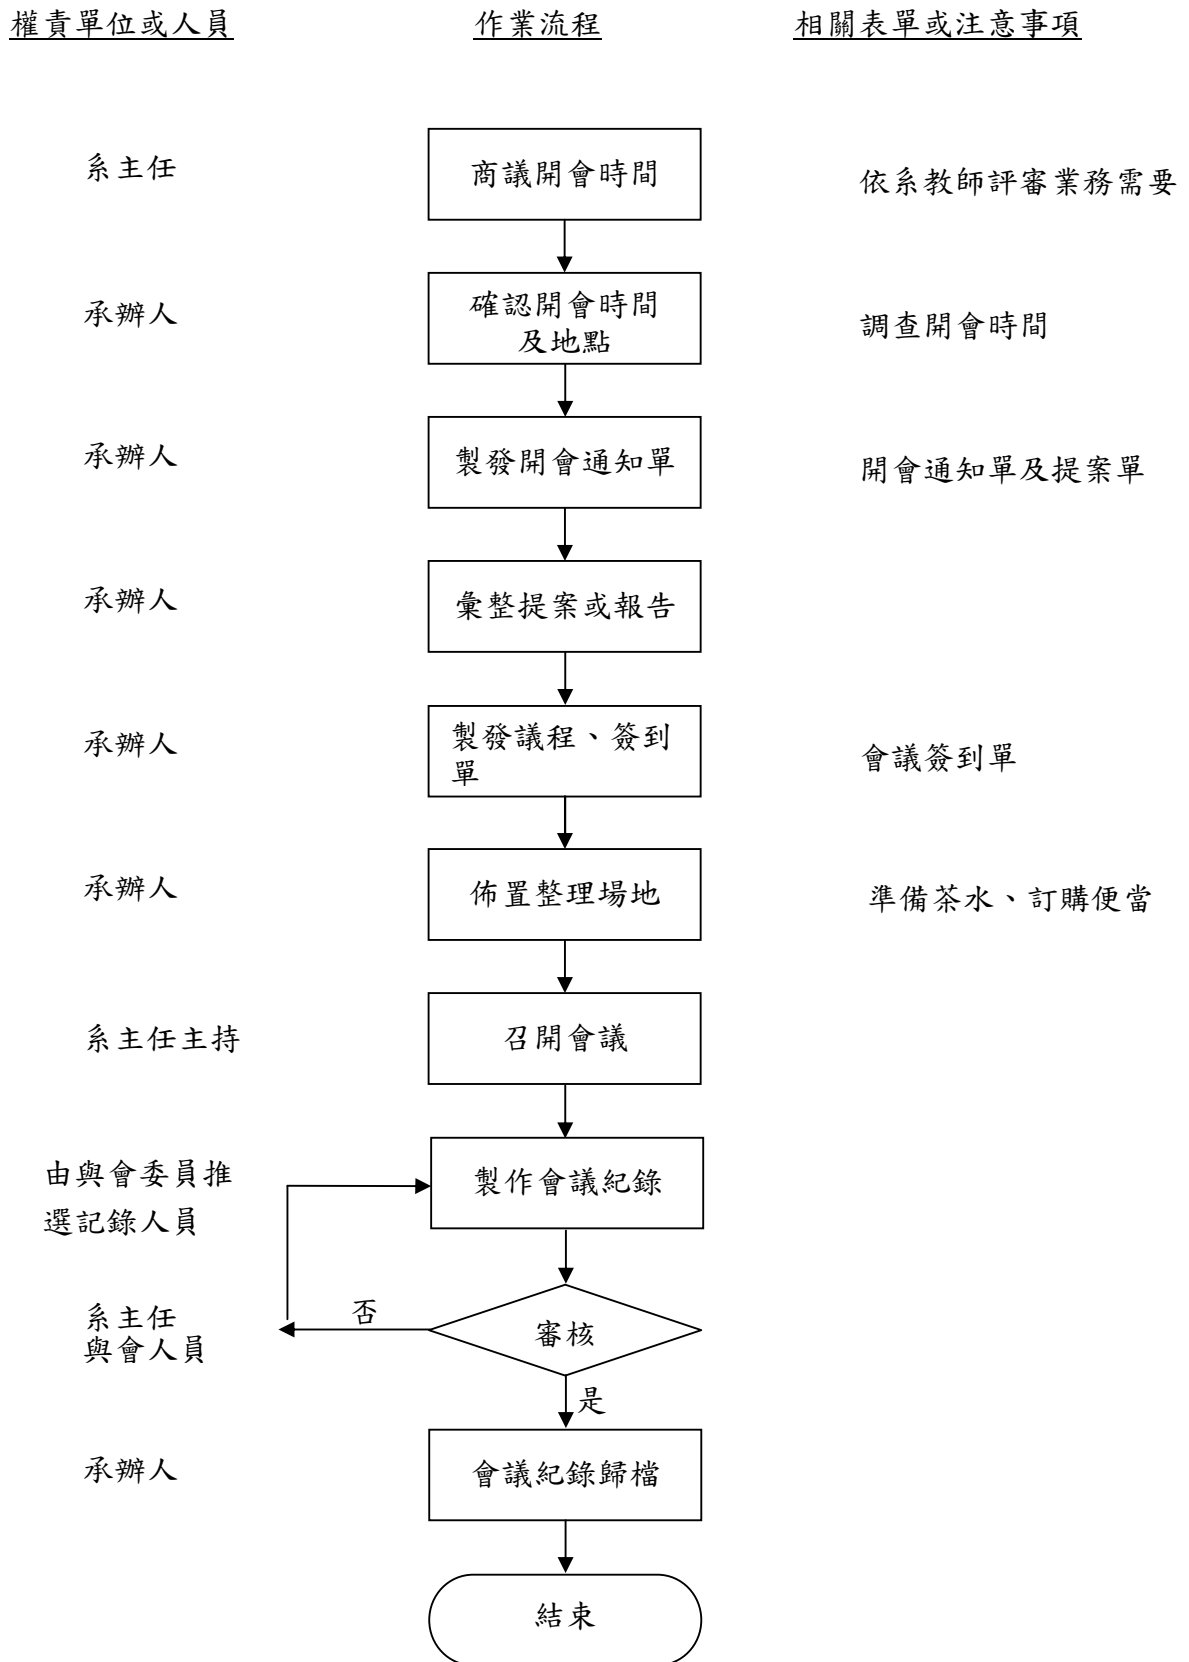 權責單位或人員 作業流程 相關表單或注意事項
系主任 商議開會時間 依系教師評審業務需要
承辦人 確認開會時間
及地點 調查開會時間
承辦人 製發開會通知單 開會通知單及提案單
承辦人 彙整提案或報告
承辦人 製發議程、簽到
單 會議簽到單
承辦人 佈置整理場地 準備茶水、訂購便當
系主任主持 召開會議
由與會委員推
選記錄人員 製作會議紀錄
系主任
與會人員 否 審核
是
承辦人 會議紀錄歸檔
結束